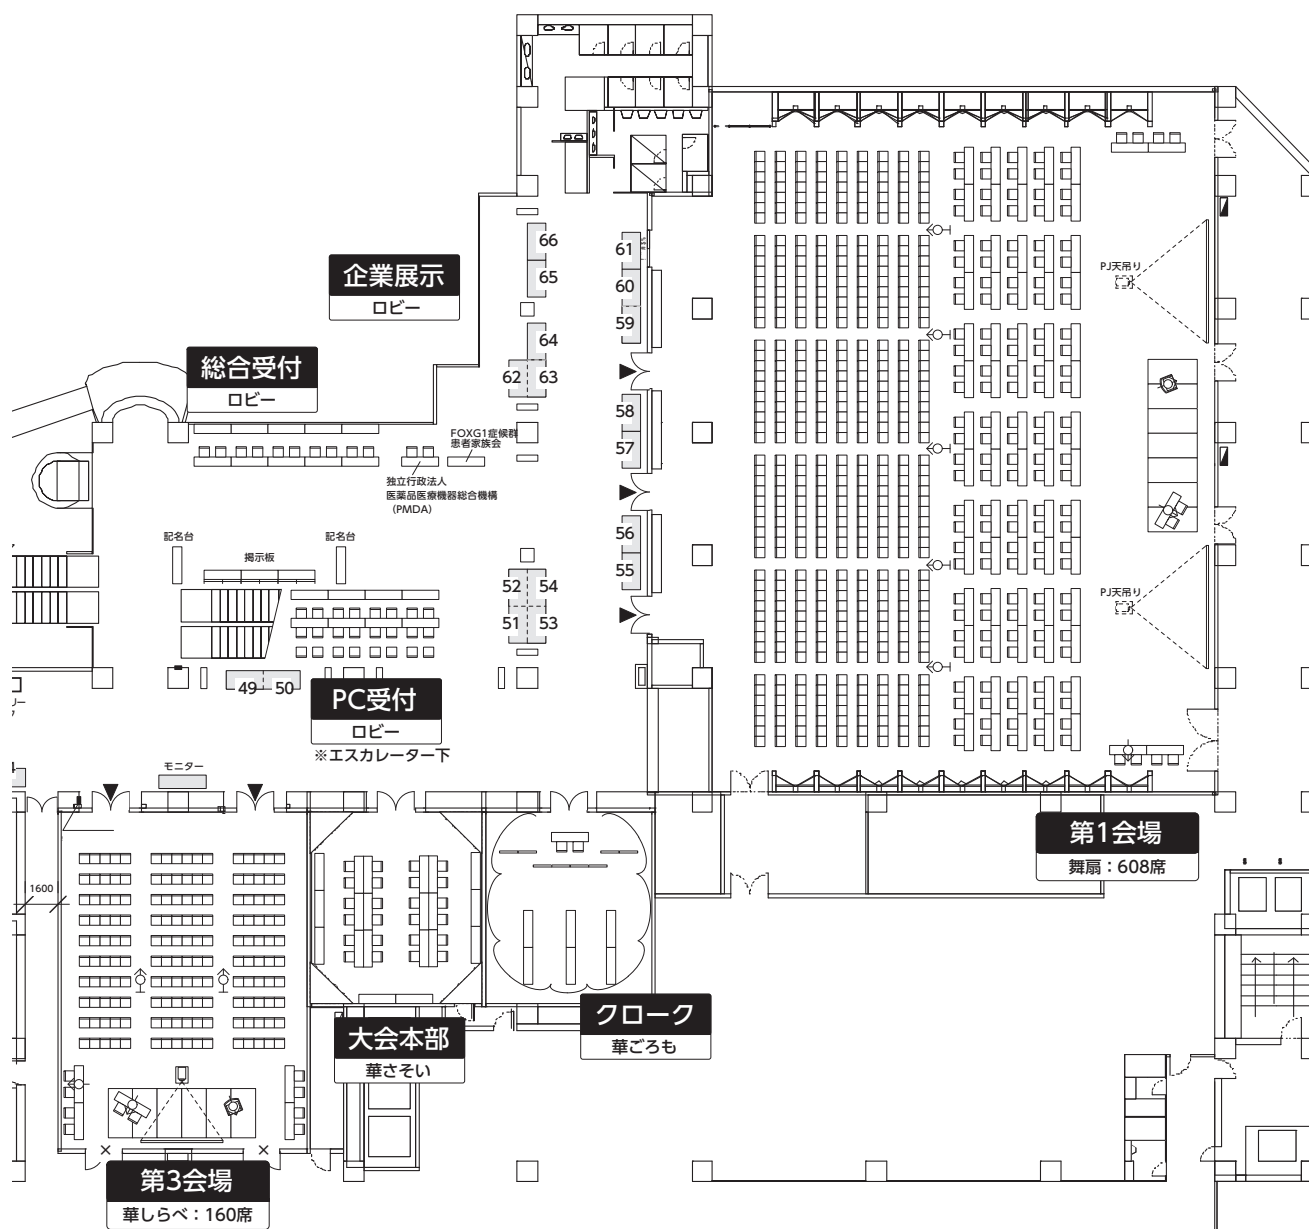 66
65
61
60
59
企業展示
ロビー
PJ天吊り
64
62 63
総合受付
ロビー
58
57
FOXG1症候群
患者家族会
独立行政法人
医薬品医療機器総合機構
(PMDA)
56
55
記名台
掲示板
記名台
52 54
51 53
PJ天吊り
49 50
PC受付
ロビー
※エスカレーター下
モニター
第1会場
舞扇：608席
1600
大会本部
華さそい
クローク
華ごろも
第3会場
華しらべ：160席